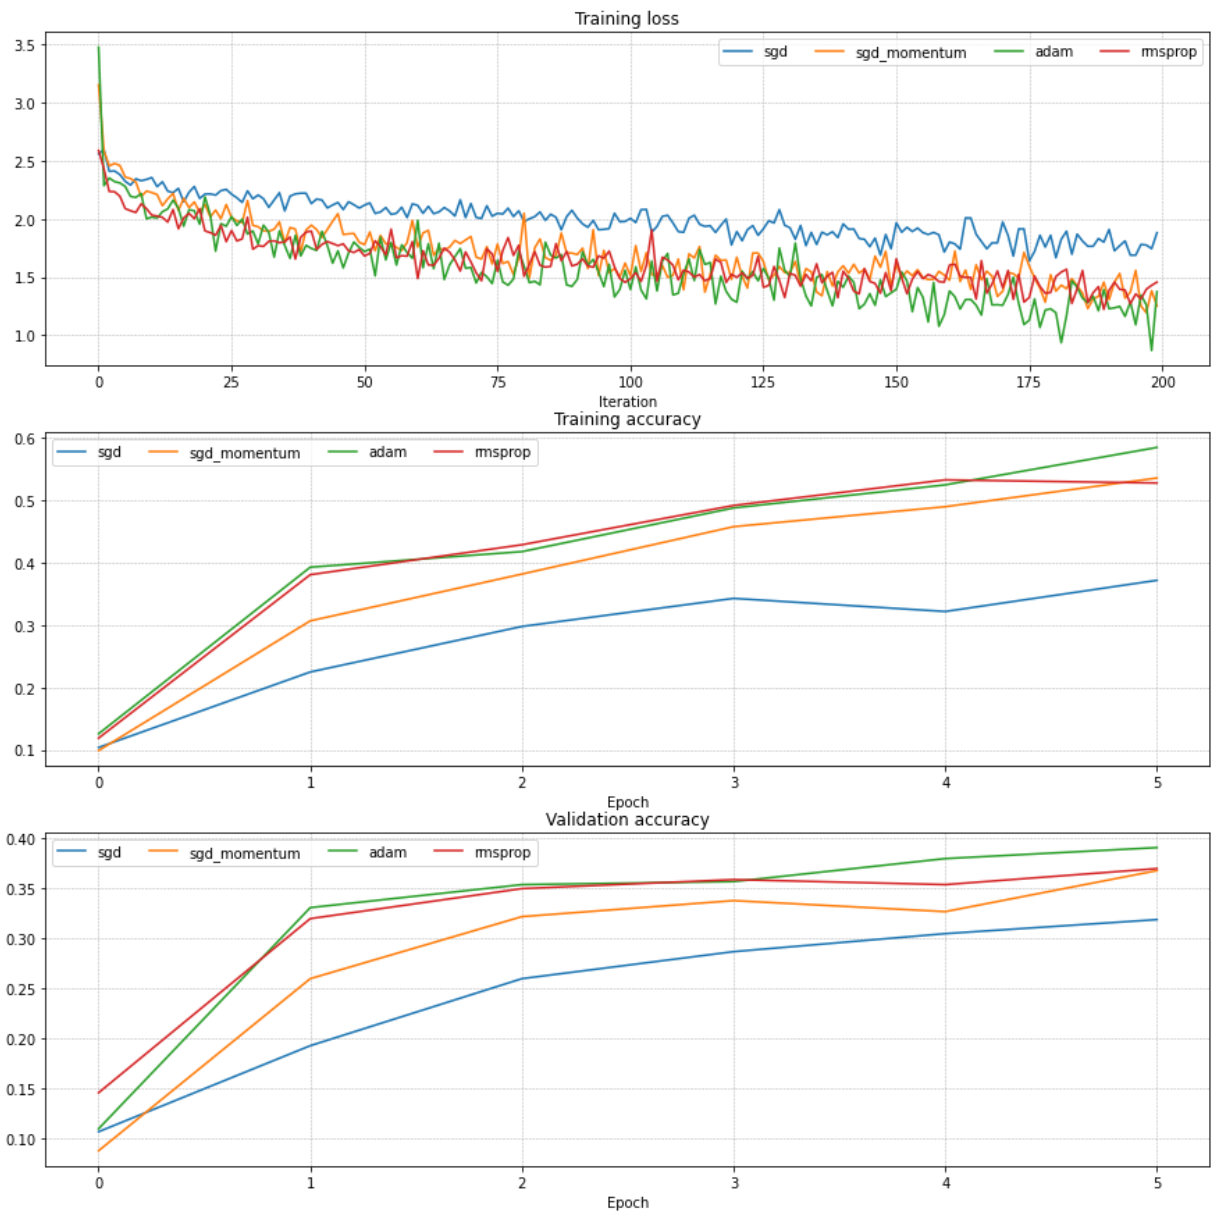 Training loss
sgd sgd_momentum adam rmsprop
3.5
3.0
2.5
2.0
1.5
1.0
0 25 50 75 100 125 150 175 200
Iteration
Training accuracy
sgd sgd_momentum adam rmsprop
0.6
0.5
0.4
0.3
0.2
0.1
0 1 2 3 4 5
Epoch
Validation accuracy
sgd sgd_momentum adam rmsprop
0.40
0.35
0.30
0.25
0.20
0.15
0.10
0 1 2 3 4 5
Epoch